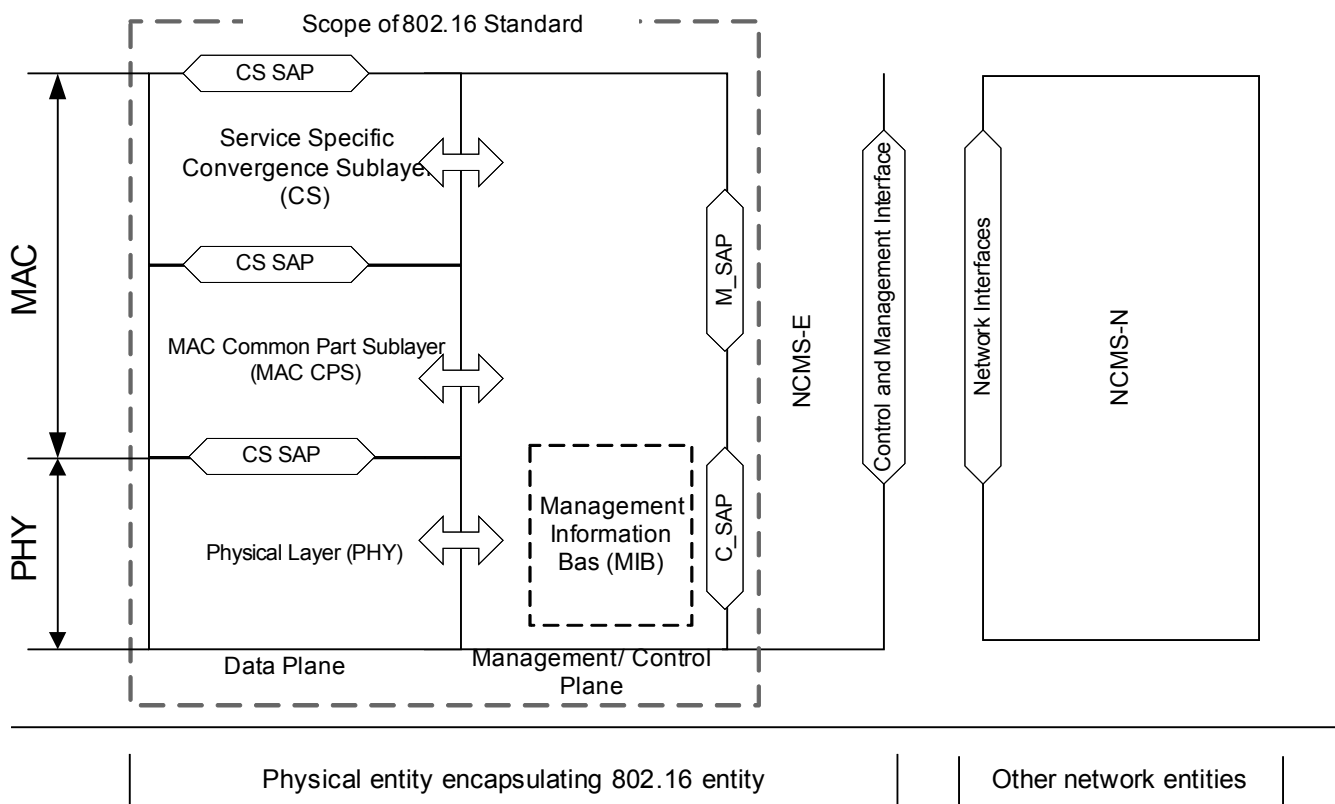 Scope of 802.16 Standard
CS SAP
Service Specific
Convergence Sublayer
(CS)
CS SAP
MAC Common Part Sublayer
(MAC CPS)
CS SAP
Physical Layer (PHY)
Data Plane
MAC
PHY
Management
Information
Bas (MIB)
Management/ Control
Plane
M_SAP
C_SAP
NCMS-E
Control and Management Interface
Network Interfaces
NCMS-N
Physical entity encapsulating 802.16 entity
Other network entities